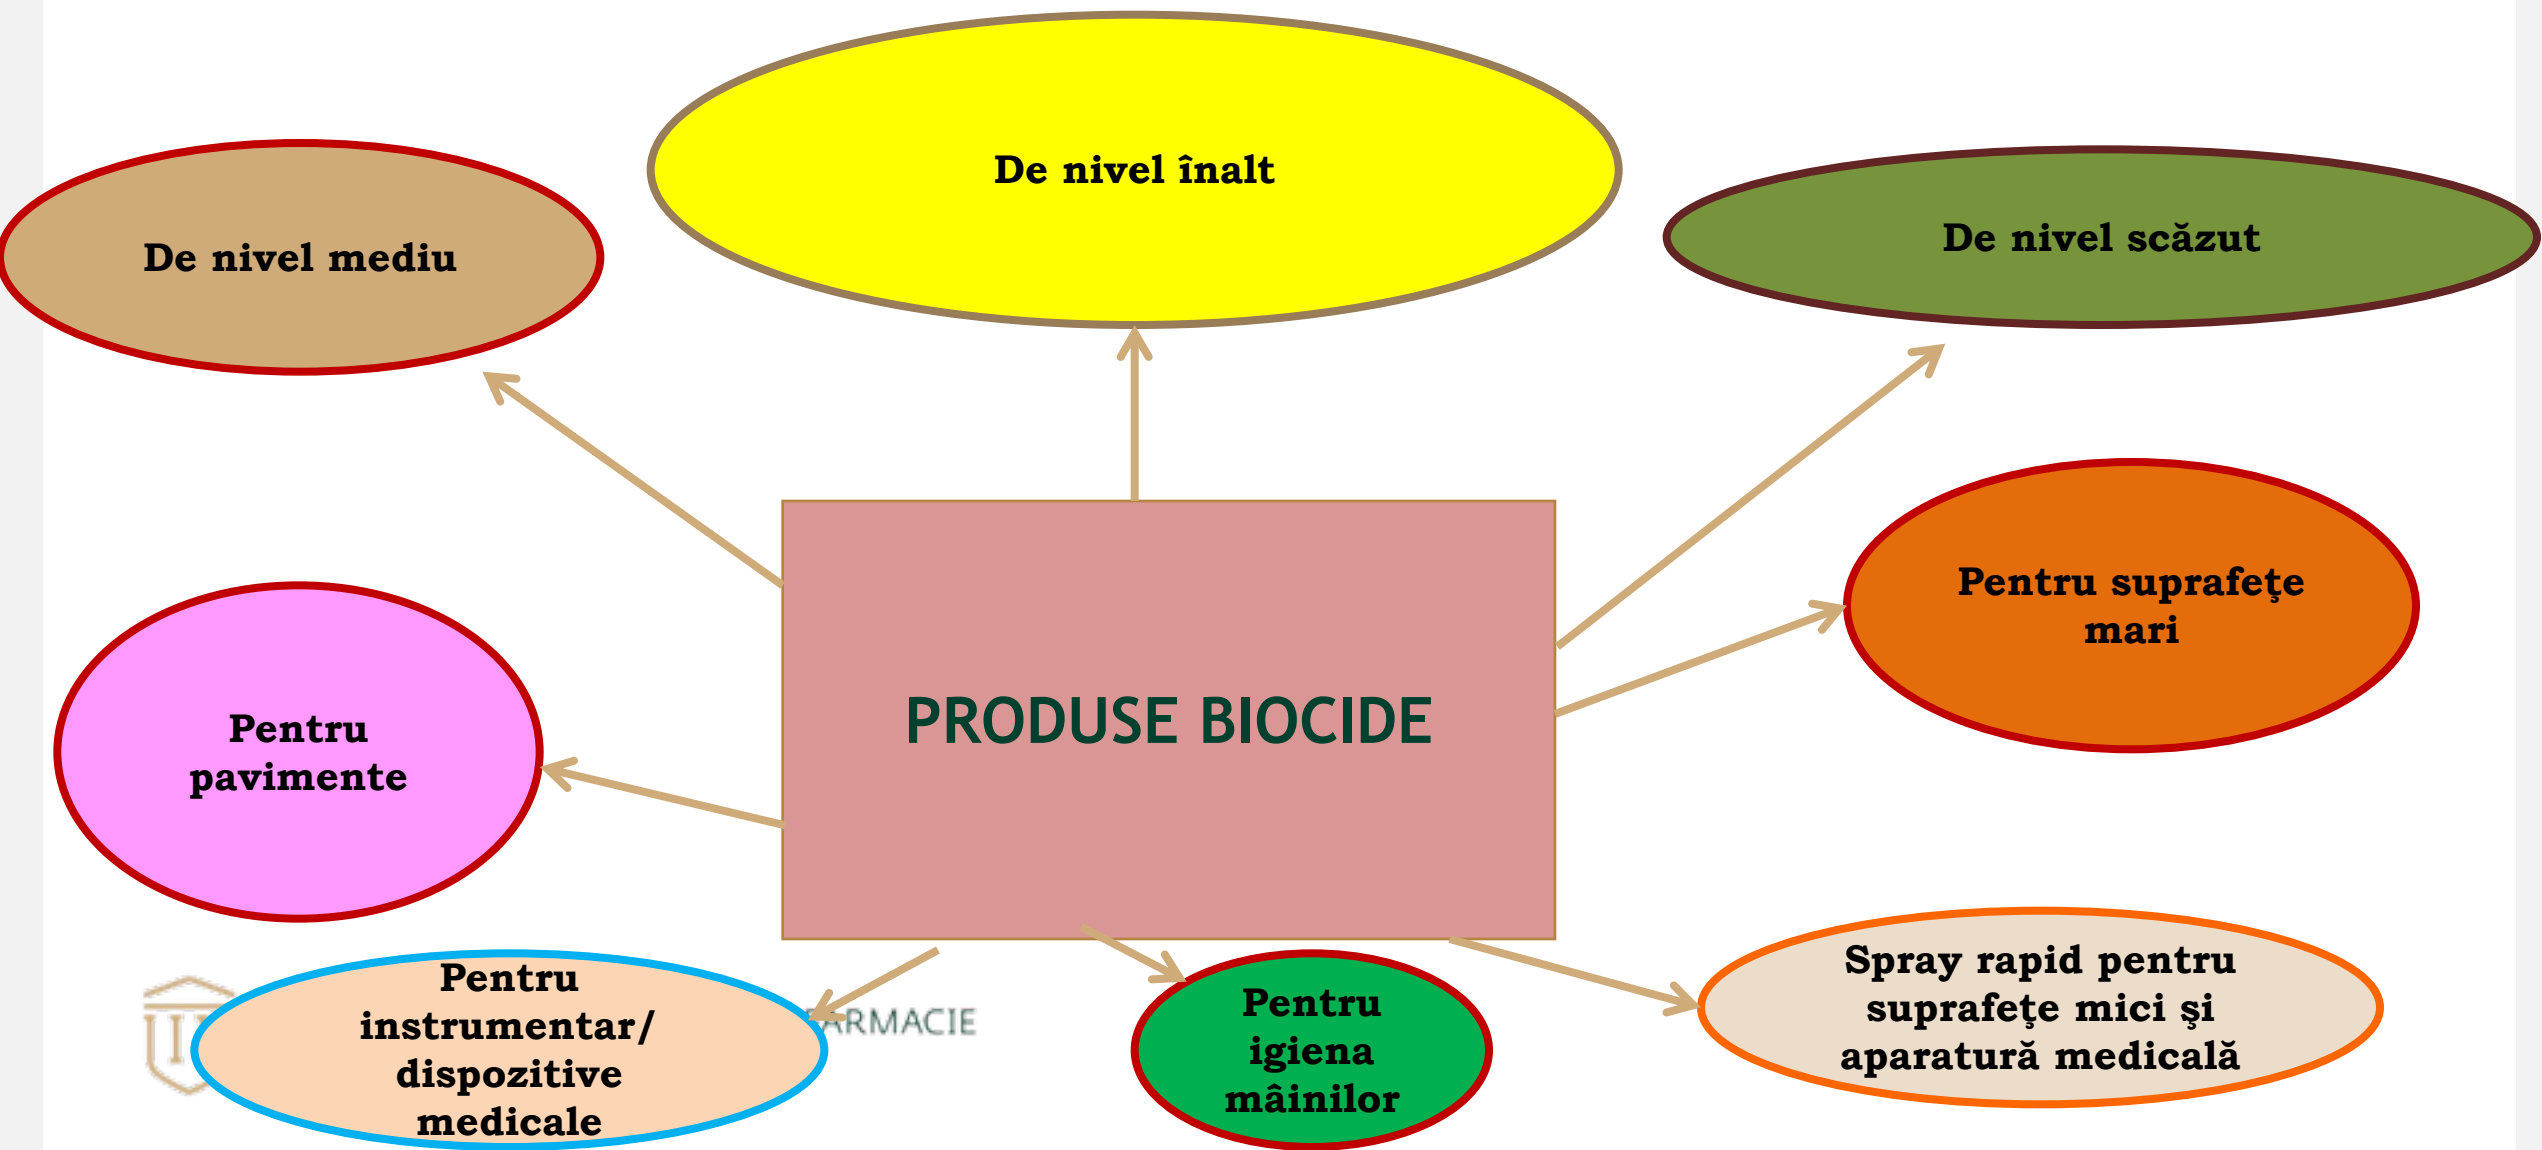 De nivel înalt
De nivel mediu
De nivel scăzut
Pentru suprafeţe
mari
PRODUSE BIOCIDE
Pentru
pavimente
Pentru
instrumentar/
dispozitive
medicale
Pentru
igiena
mâinilor
Spray rapid pentru
suprafeţe mici şi
aparatură medicală